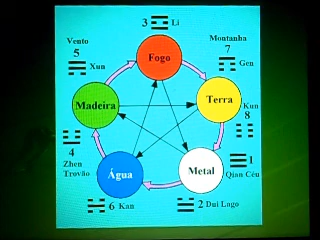 3 Li
Vento
5
Xun
Montanha
7
Gen
Fogo
Madeira
Terra
Kun
8
4
Zhen
Trovão
Água
Metal
1
Qian Céu
6 Kan
2 Dui Lago